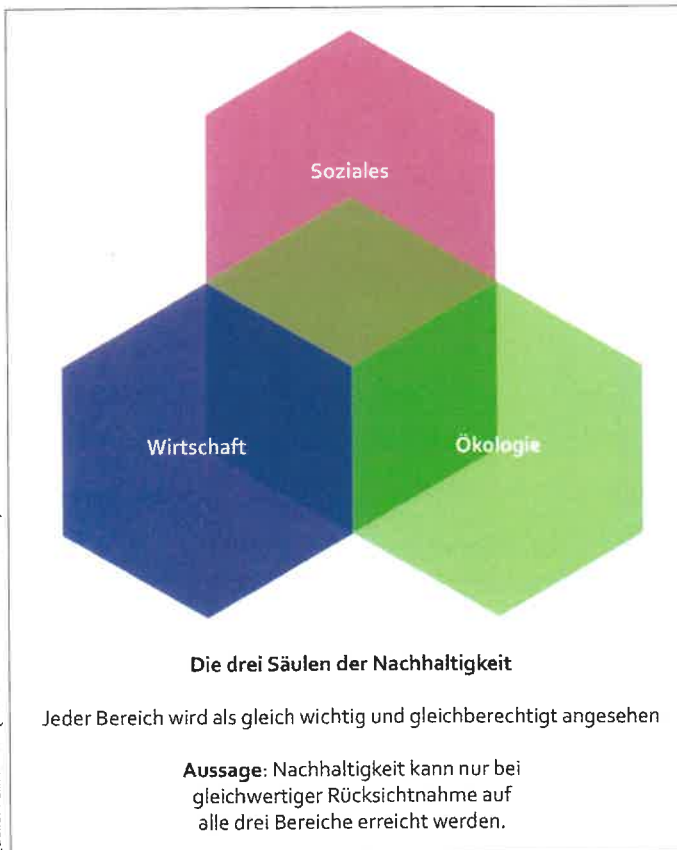 Soziales
Wirtschaft
Ökologie
Die drei Säulen der Nachhaltigkeit
Jeder Bereich wird als gleich wichtig und gleichberechtigt angesehen
Aussage: Nachhaltigkeit kann nur bei
gleichwertiger Rücksichtnahme auf
alle drei Bereiche erreicht werden.